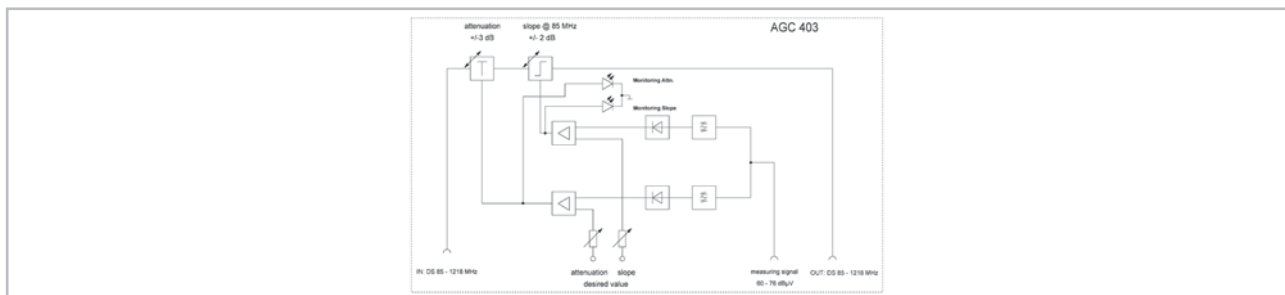 attenuation
+/-3 dB
slope @ 85 MHz
+/- 2 dB
AGC 403
Monitoring Attn.
Monitoring Slope
IN: DS 85 - 1218 MHz
attenuation slope
desired value
measuring signal
60 - 76 dBµV
OUT: DS 85 - 1218 MHz